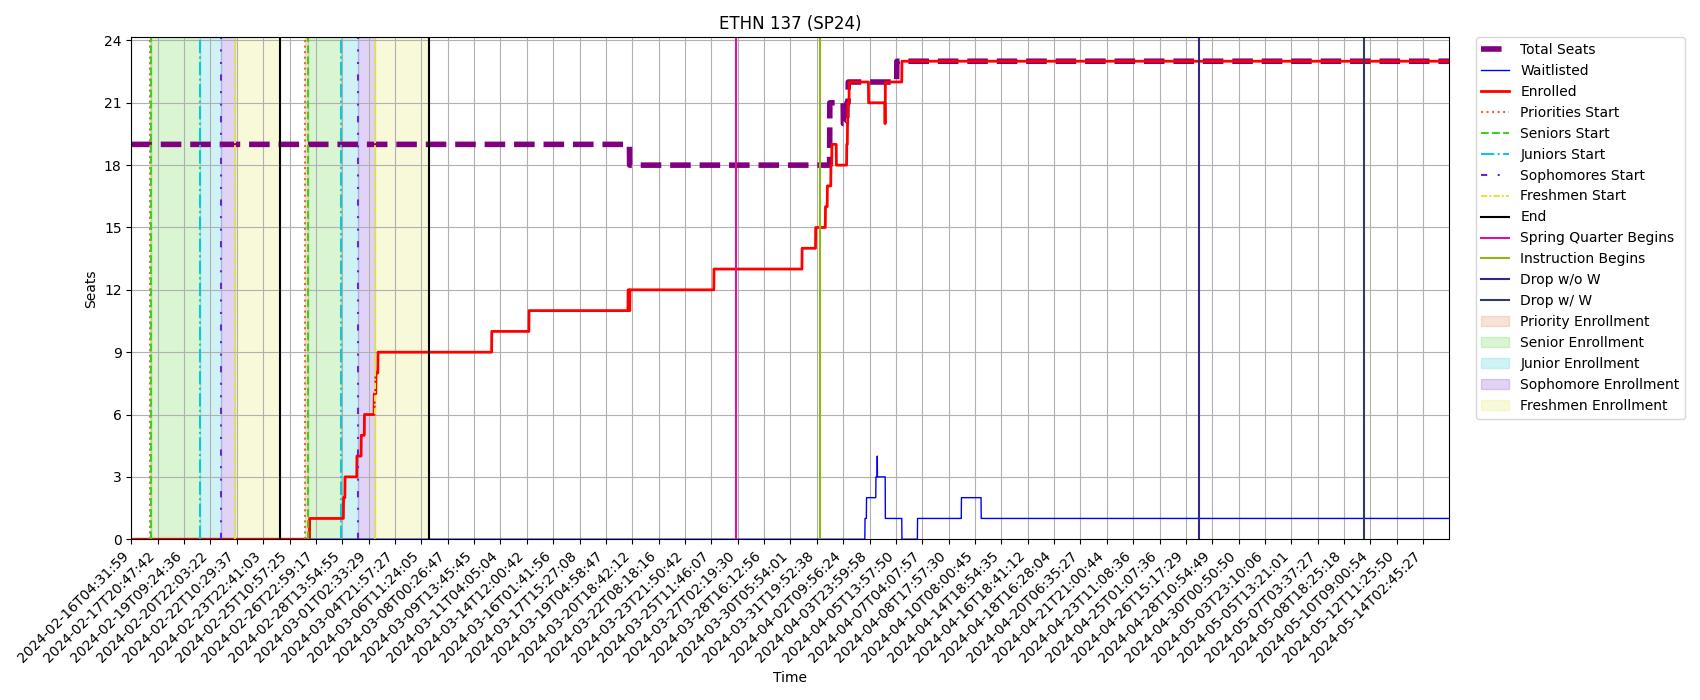 ETHN 137 (SP24)
24
21
18
15
12
9
6
3
0
Seats
2024-02-16T04:31:59
2024-02-17T20:47:42
2024-02-19T09:24:36
2024-02-20T22:03:22
2024-02-22T10:29:37
2024-02-23T22:41:03
2024-02-25T10:57:25
2024-02-26T22:59:17
2024-02-28T13:54:55
2024-03-01T02:33:29
2024-03-04T21:57:27
2024-03-06T11:24:05
2024-03-08T00:26:47
2024-03-09T13:45:45
2024-03-11T04:05:04
2024-03-14T12:00:42
2024-03-16T01:41:56
2024-03-17T15:27:08
2024-03-19T04:58:47
2024-03-20T18:42:12
2024-03-22T08:18:16
2024-03-23T21:50:42
2024-03-25T11:46:07
2024-03-27T02:19:30
2024-03-28T16:12:56
2024-03-30T05:54:01
2024-03-31T19:52:38
2024-04-02T09:56:24
2024-04-03T23:59:58
2024-04-05T13:57:50
2024-04-07T04:07:57
2024-04-08T17:57:30
2024-04-10T08:00:45
2024-04-14T18:54:35
2024-04-16T18:41:12
2024-04-18T16:28:04
2024-04-20T06:35:27
2024-04-21T21:00:44
2024-04-23T11:08:36
2024-04-25T01:07:36
2024-04-26T15:17:29
2024-04-28T10:54:49
2024-04-30T00:50:50
2024-05-03T23:10:06
2024-05-05T13:21:01
2024-05-07T03:37:27
2024-05-08T18:25:18
2024-05-10T09:00:54
2024-05-12T11:25:50
2024-05-14T02:45:27
Time
Total Seats
Waitlisted
Enrolled
Priorities Start
Seniors Start
Juniors Start
Sophomores Start
Freshmen Start
End
Spring Quarter Begins
Instruction Begins
Drop w/o W
Drop w/ W
Priority Enrollment
Senior Enrollment
Junior Enrollment
Sophomore Enrollment
Freshmen Enrollment